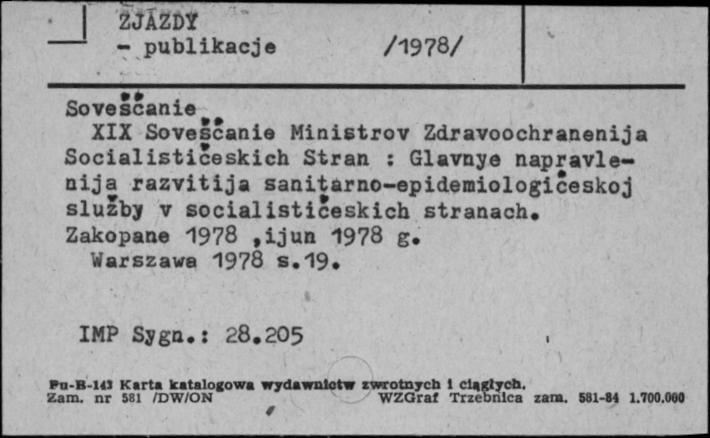 ZJAZDY
- publikacje /1978/
Soveščanie
XIX Soveščanie Ministrov Zdravoochranenija
Socialističeskich Stran : Glavnye napravle-
nija razvitija sanitarno-epidemiologičeskoj
služby v socialističeskich stranach.
Zakopane 1978 ,ijun 1978 g.
Warszawa 1978 s.19.
IMP Sygn.: 28.205
Pu-B-143 Karta katalogowa wydawnictw zwrotnych i ciągłych.
Zam. nr 581 /DW/ON WZGraf Trzebnica zam. 581-84 1.700.000